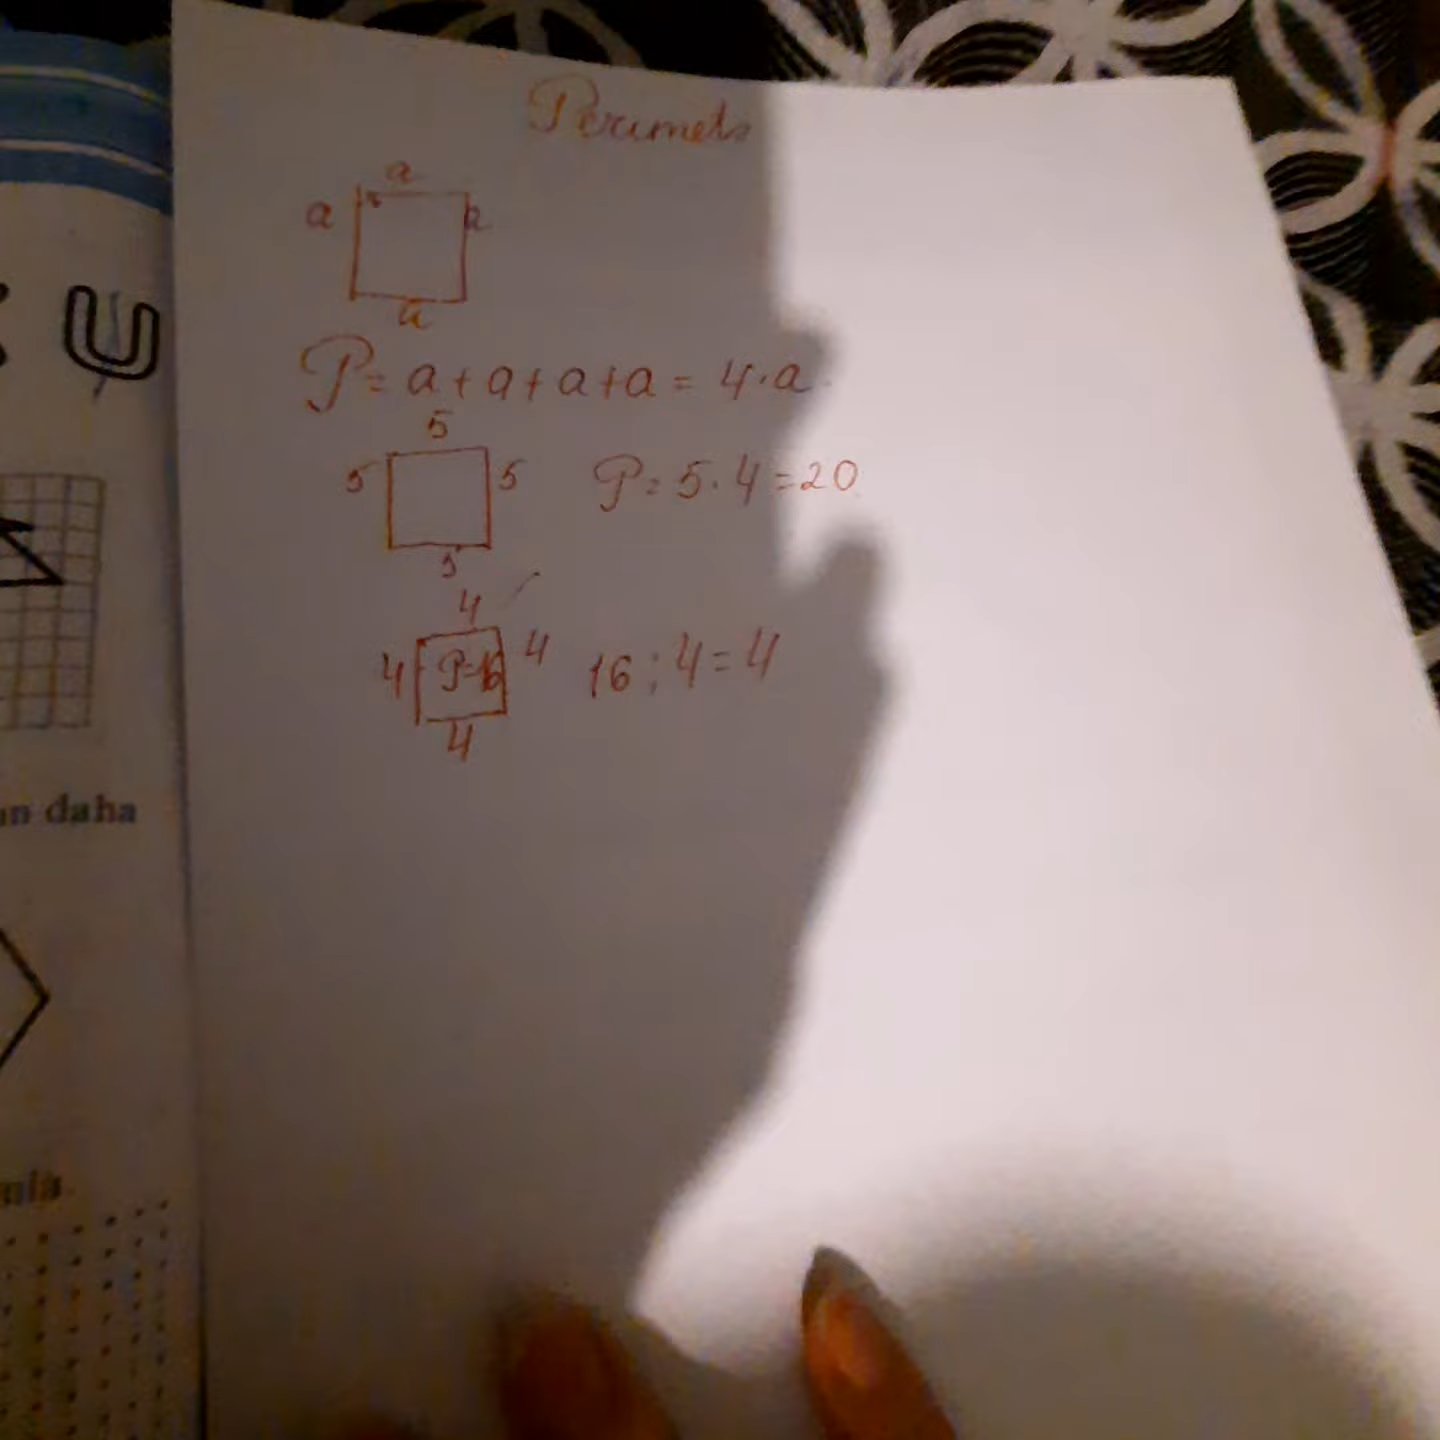 U
n daha
Perimetr
a
a a
a
P = a + a + a + a = 4 · a
5
5 5 P = 5 · 4 = 20
5
4
4 P=16 4 16 : 4 = 4
4